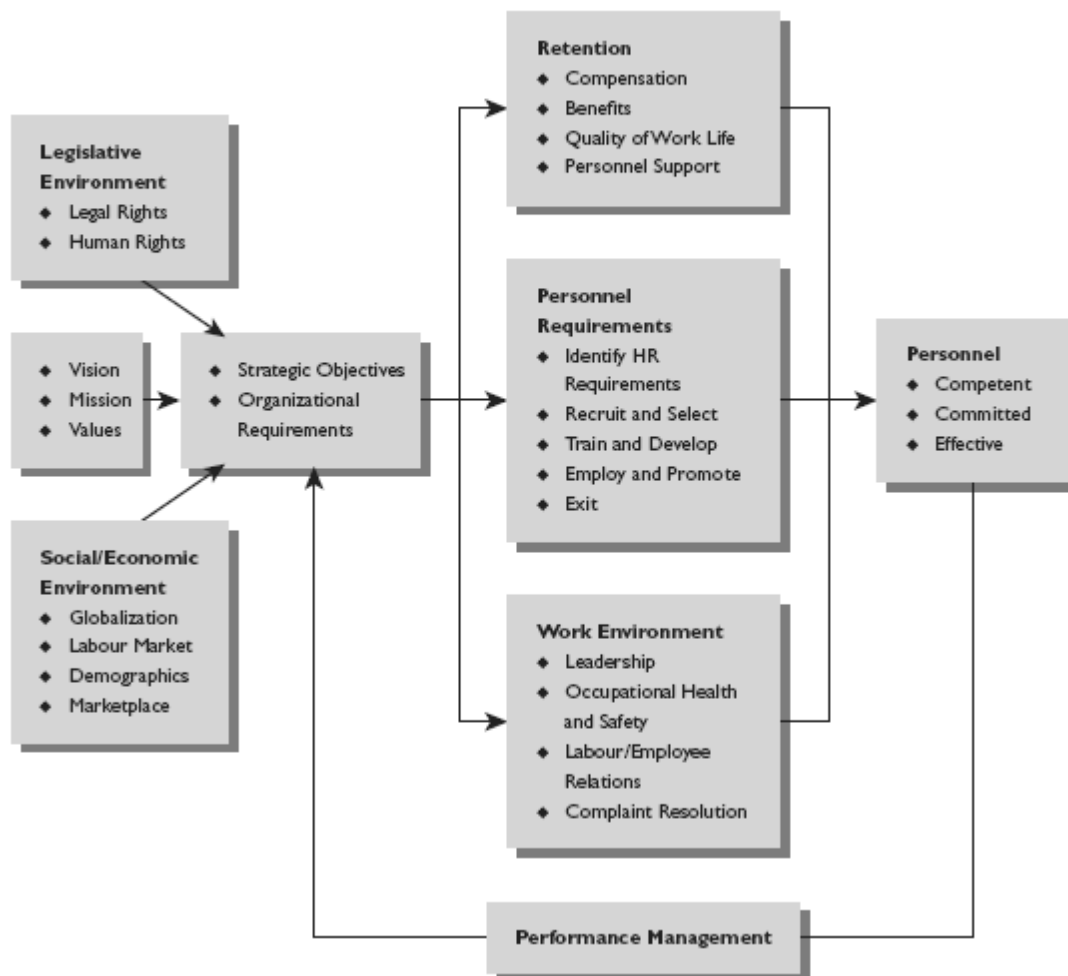 Retention
◆ Compensation
◆ Benefits
◆ Quality of Work Life
◆ Personnel Support
Legislative
Environment
◆ Legal Rights
◆ Human Rights
◆ Vision
◆ Mission
◆ Values
◆ Strategic Objectives
◆ Organizational
Requirements
Social/Economic
Environment
◆ Globalization
◆ Labour Market
◆ Demographics
◆ Marketplace
Personnel
Requirements
◆ Identify HR
Requirements
◆ Recruit and Select
◆ Train and Develop
◆ Employ and Promote
◆ Exit
Work Environment
◆ Leadership
◆ Occupational Health
and Safety
◆ Labour/Employee
Relations
◆ Complaint Resolution
Personnel
◆ Competent
◆ Committed
◆ Effective
Performance Management